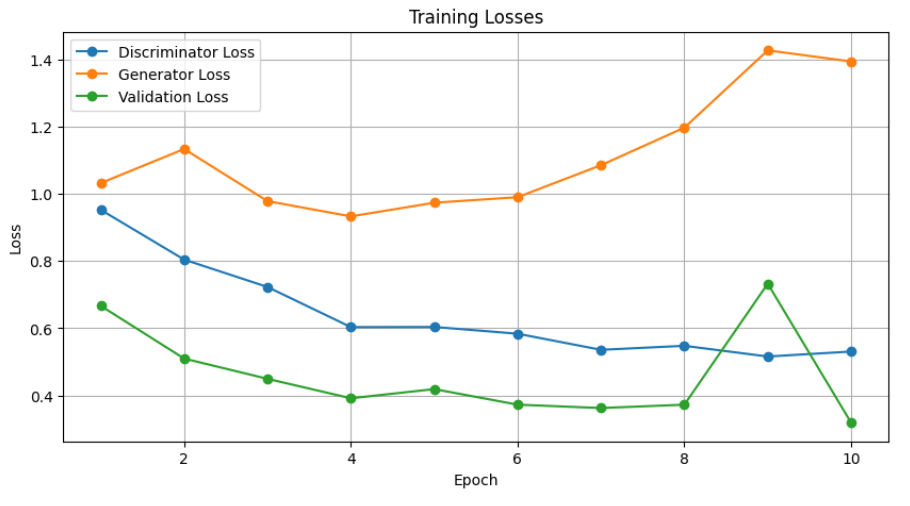 Training Losses
Discriminator Loss
Generator Loss
Validation Loss
1.4
1.2
1.0
0.8
0.6
0.4
Loss
2 4 6 8 10
Epoch